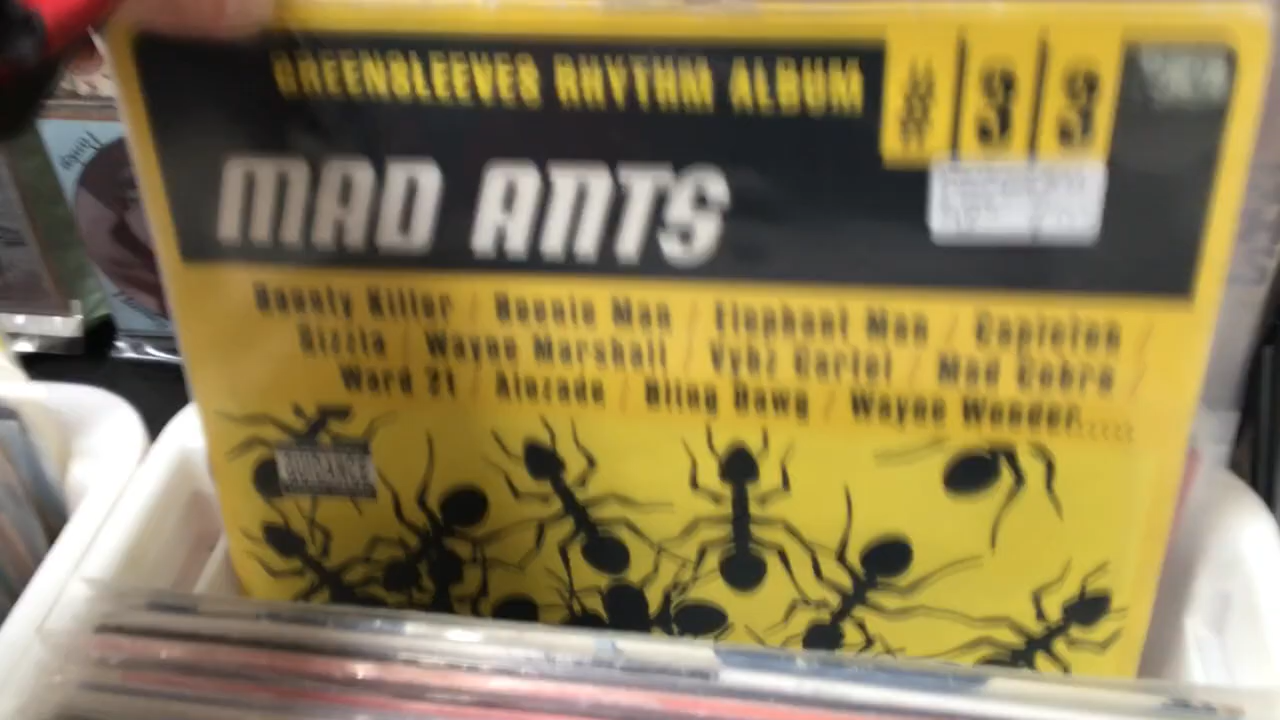 GREENSLEEVES RHYTHM ALBUM # 33
MAD ANTS
Bounty Killer / Beenie Man / Elephant Man / Capleton /
Sizzla / Wayne Marshall / Vybz Cartel / Mad Cobra /
Ward 21 / Alozade / Bling Dawg / Wayne Wonder.....